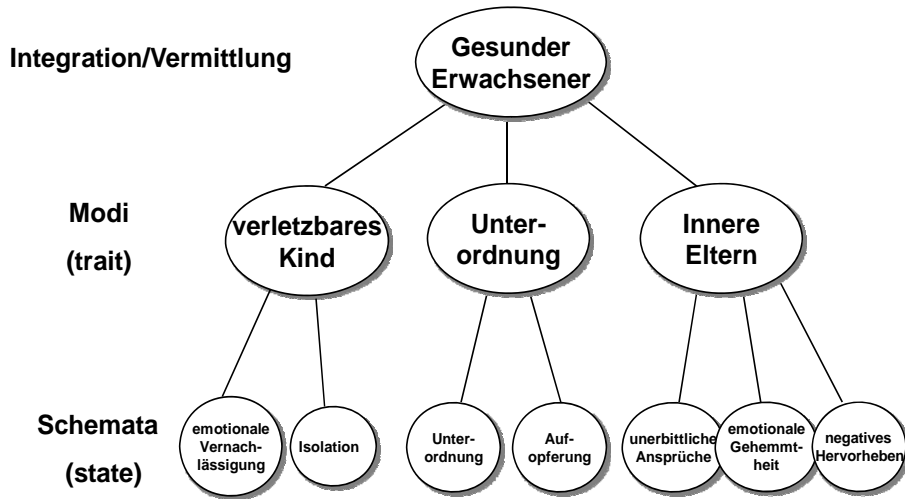 Integration/Vermittlung
Gesunder
Erwachsener
Modi
(trait)
verletzbares
Kind
Unter-
ordnung
Innere
Eltern
Schemata
(state)
emotionale
Vernach-
lässigung
Isolation
Unter-
ordnung
Auf-
opferung
unerbittliche
Ansprüche
emotionale
Gehemmt-
heit
negatives
Hervorheben